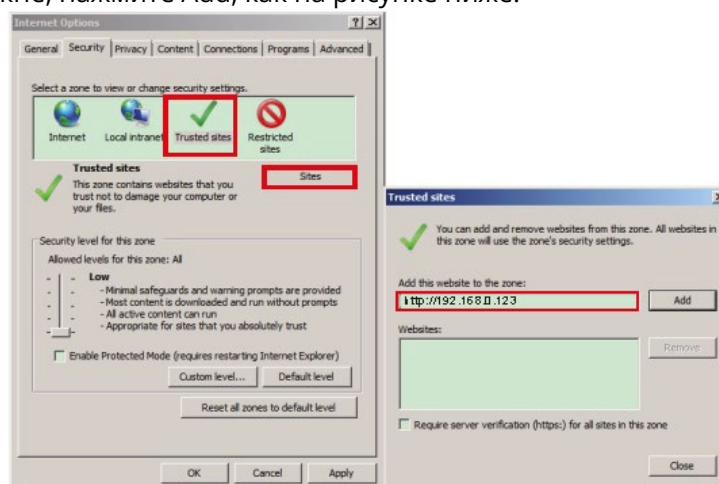 нажмите Add, как на рисунке ниже.
Internet Options
General Security Privacy Content Connections Programs Advanced
Select a zone to view or change security settings.
Internet Local intranet Trusted sites Restricted sites
Trusted sites
Sites
This zone contains websites that you
trust not to damage your computer or
your files.
Security level for this zone
Allowed levels for this zone: All
Low
- Minimal safeguards and warning prompts are provided
- Most content is downloaded and run without prompts
- All active content can run
- Appropriate for sites that you absolutely trust
Enable Protected Mode (requires restarting Internet Explorer)
Custom level... Default level
Reset all zones to default level
OK Cancel Apply
Trusted sites
You can add and remove websites from this zone. All websites in
this zone will use the zone's security settings.
Add this website to the zone:
http://192.168.0.123 Add
Websites:
Remove
Require server verification (https:) for all sites in this zone
Close